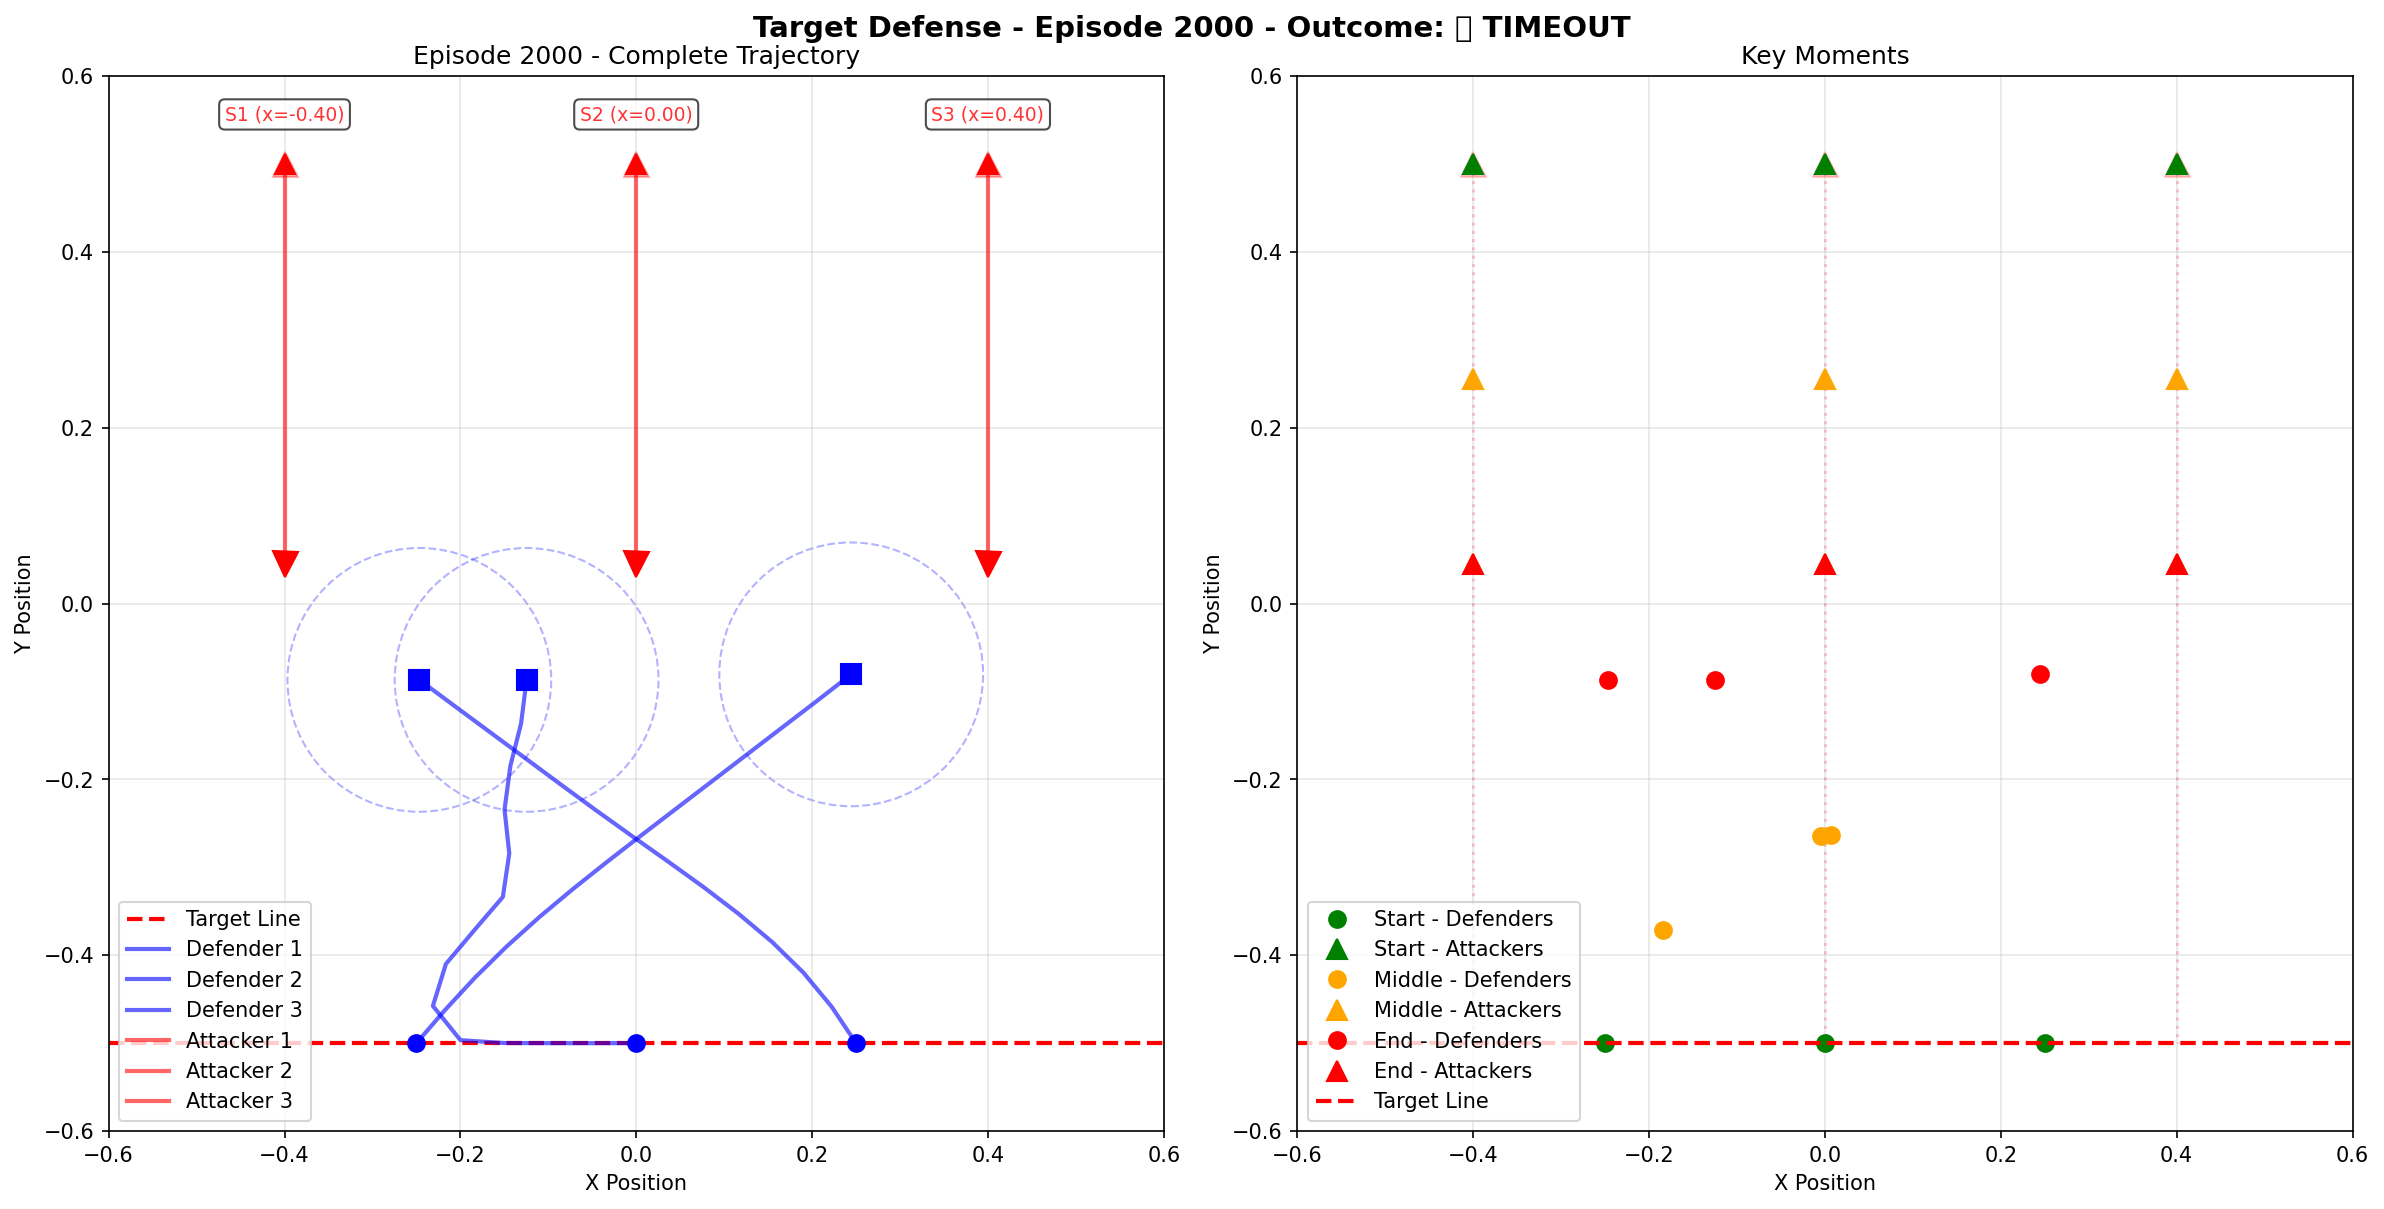 Target Defense - Episode 2000 - Outcome: ▯ TIMEOUT
Episode 2000 - Complete Trajectory
S1 (x=-0.40)
S2 (x=0.00)
S3 (x=0.40)
0.6
0.4
0.2
0.0
−0.2
−0.4
−0.6
Y Position
Target Line
Defender 1
Defender 2
Defender 3
Attacker 1
Attacker 2
Attacker 3
−0.6
−0.4
−0.2
0.0
0.2
0.4
0.6
X Position
Key Moments
0.6
0.4
0.2
0.0
−0.2
−0.4
−0.6
Y Position
Start - Defenders
Start - Attackers
Middle - Defenders
Middle - Attackers
End - Defenders
End - Attackers
Target Line
−0.6
−0.4
−0.2
0.0
0.2
0.4
0.6
X Position